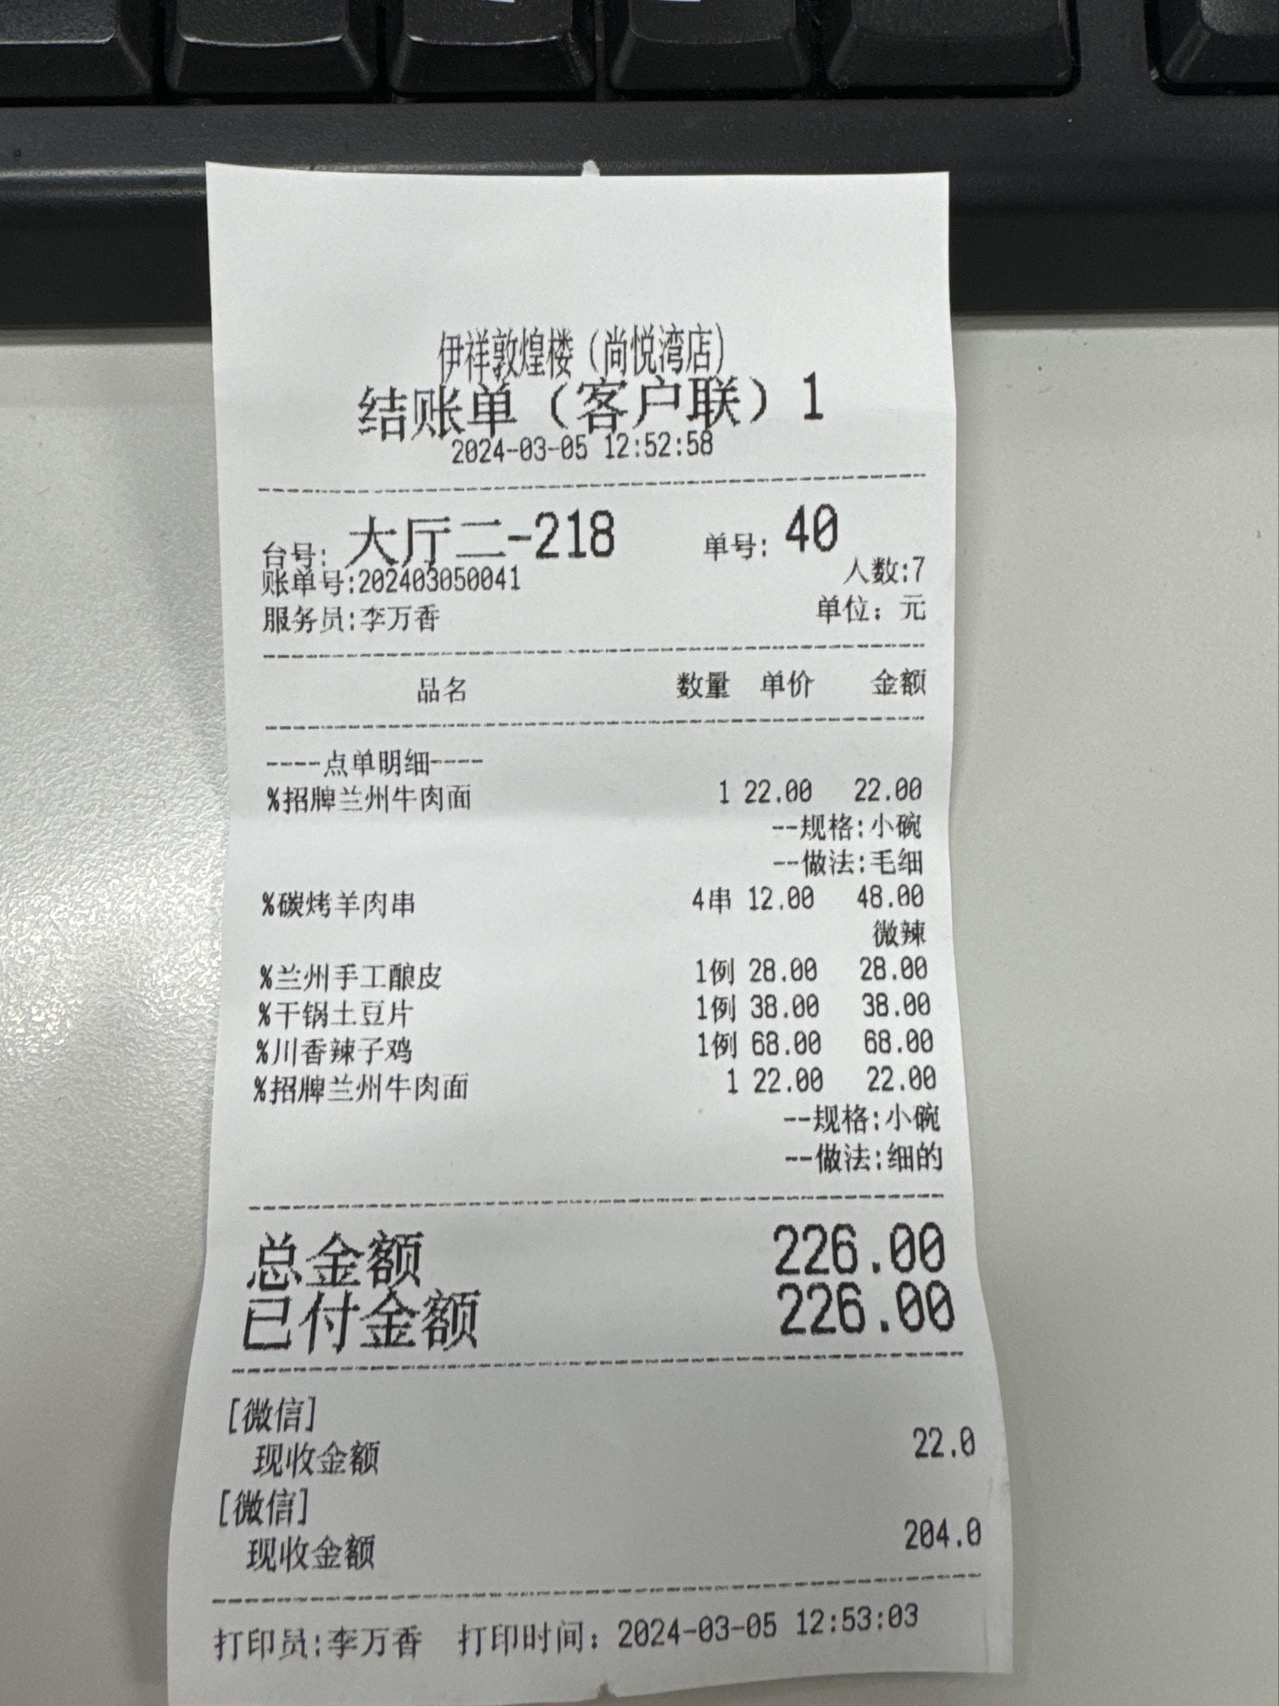 伊祥敦煌楼（尚悦湾店）
结账单（客户联）1
2024-03-05 12:52:58
台号: 大厅二-218 单号: 40
账单号:202403050041 人数:7
服务员:李万香 单位: 元
品名 数量 单价 金额
----点单明细----
%招牌兰州牛肉面 1 22.00 22.00
--规格:小碗
--做法:毛细
%碳烤羊肉串 4串 12.00 48.00
微辣
%兰州手工酿皮 1例 28.00 28.00
%干锅土豆片 1例 38.00 38.00
%川香辣子鸡 1例 68.00 68.00
%招牌兰州牛肉面 1 22.00 22.00
--规格:小碗
--做法:细的
总金额 226.00
已付金额 226.00
[微信]
现收金额 22.0
[微信]
现收金额 204.0
打印员:李万香 打印时间: 2024-03-05 12:53:03